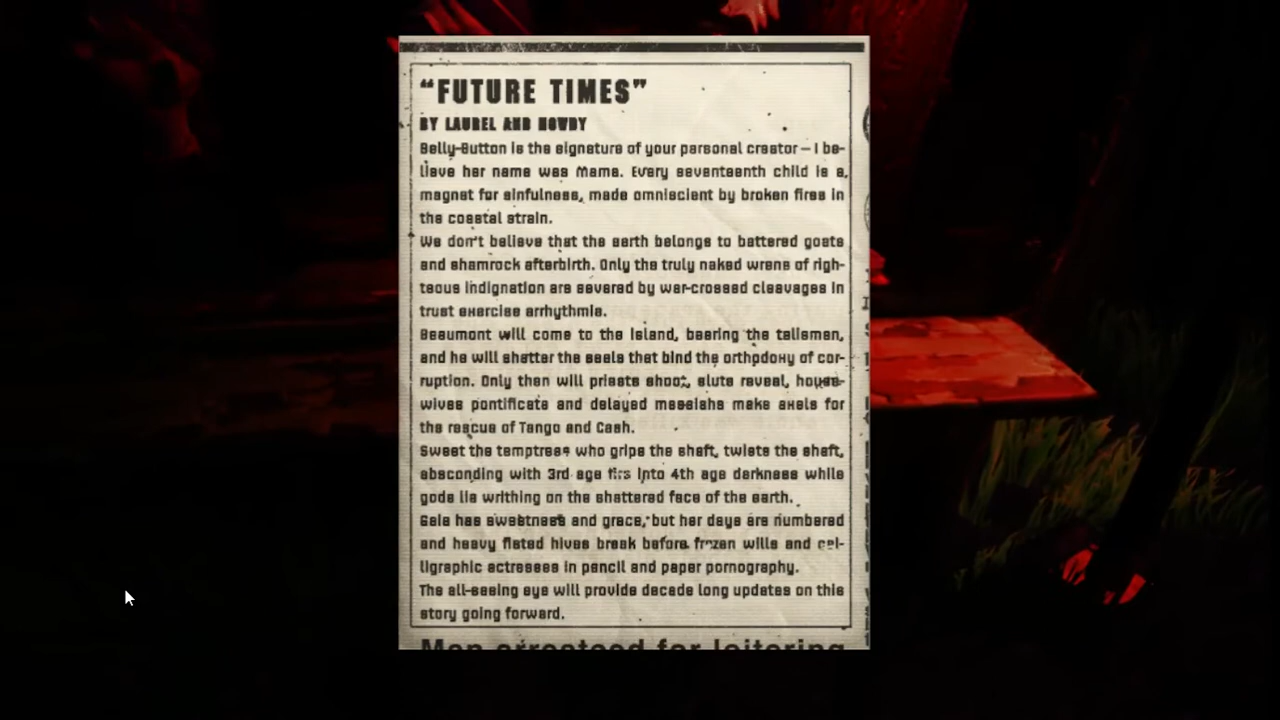 “FUTURE TIMES”
BY LAUREL AND HOWDY
Belly-Button is the signature of your personal creator — I be-
lieve her name was Mama. Every seventeenth child is a,
magnet for sinfulness, made omniscient by broken fires in
the coastal strain.
We don't believe that the earth belongs to battered goats
and shamrock afterbirth. Only the truly naked wrens of righ-
teous indignation are severed by war-crossed cleavages in
trust exercise arrhythmia.
Beaumont will come to the island, bearing the talisman,
and he will shatter the seals that bind the orthodoxy of cor-
ruption. Only then will priests shoot, sluts reveal, house-
wives pontificate and delayed messiahs make axels for
the rescue of Tango and Cash.
Sweet the temptress who grips the shaft, twists the shaft,
absconding with 3rd age firs into 4th age darkness while
gods lie writhing on the shattered face of the earth.
Gaia has sweetness and grace, but her days are numbered
and heavy fisted hives break before frozen wills and cal-
ligraphic actresses in pencil and paper pornography.
The all-seeing eye will provide decade long updates on this
story going forward.
Man arrested for loitering